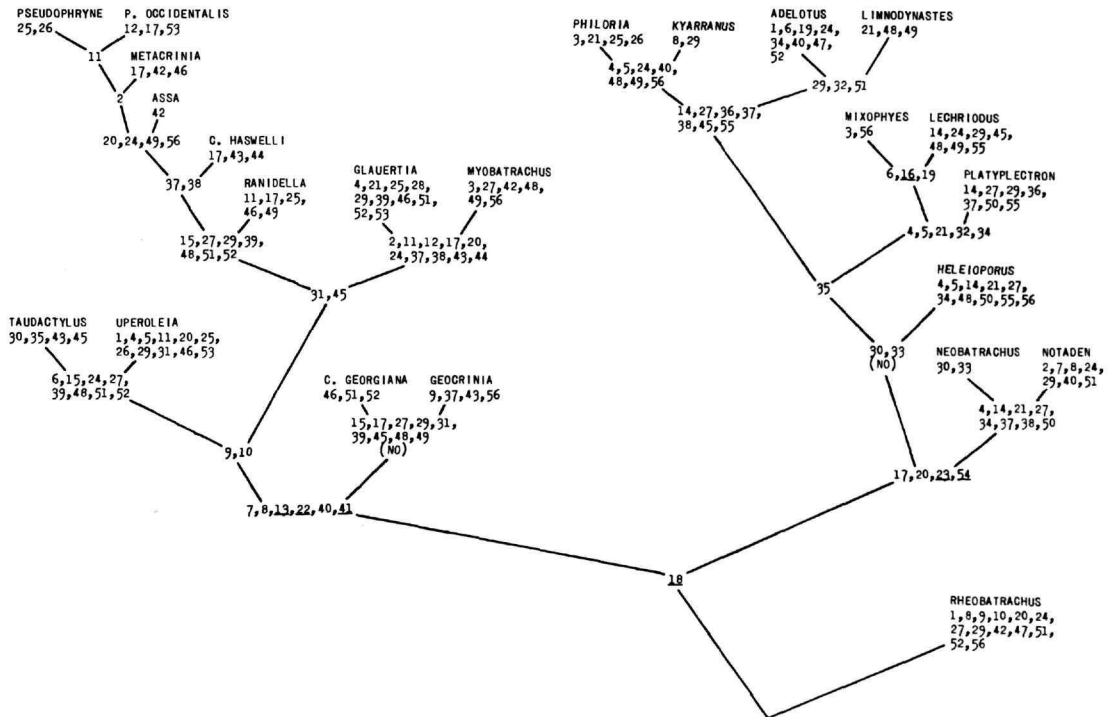 PSEUDOPHRYNE
25,26
P. OCCIDENTALIS
12,17,53
11
METACRINIA
17,42,46
2
ASSA
42
20,24,49,56
C. HASWELLI
17,43,44
37,38
RANIDELLA
11,17,25,
46,49
15,27,29,39,
48,51,52
GLAUERTIA
4,21,25,28,
29,39,46,51,
52,53
MYOBATRACHUS
3,27,42,48,
49,56
2,11,12,17,20,
24,37,38,43,44
31,45
TAUDACTYLUS
30,35,43,45
UPEROLEIA
1,4,5,11,20,25,
26,29,31,46,53
6,15,24,27,
39,48,51,52
9,10
C. GEORGIANA
46,51,52
GEOCRINIA
9,37,43,56
15,17,27,29,31,
39,45,48,49
(NO)
7,8,13,22,40,41
PHILORIA
3,21,25,26
KYARRANUS
8,29
4,5,24,40,
48,49,56
ADELOTUS
1,6,19,24,
34,40,47,
52
LIMNODYNASTES
21,48,49
29,32,51
14,27,36,37,
38,45,55
MIXOPHYES
3,56
LECHRIODUS
14,24,29,45,
48,49,55
6,16,19
PLATYPLECTRON
14,27,29,36,
37,50,55
4,5,21,32,34
35
HELEIOPORUS
4,5,14,21,27,
34,48,50,55,56
30,33
(NO)
NEOBATRACHUS
30,33
NOTADEN
2,7,8,24,
29,40,51
4,14,21,27,
34,37,38,50
17,20,23,54
18
RHEOBATRACHUS
1,8,9,10,20,24,
27,29,42,47,51,
52,56